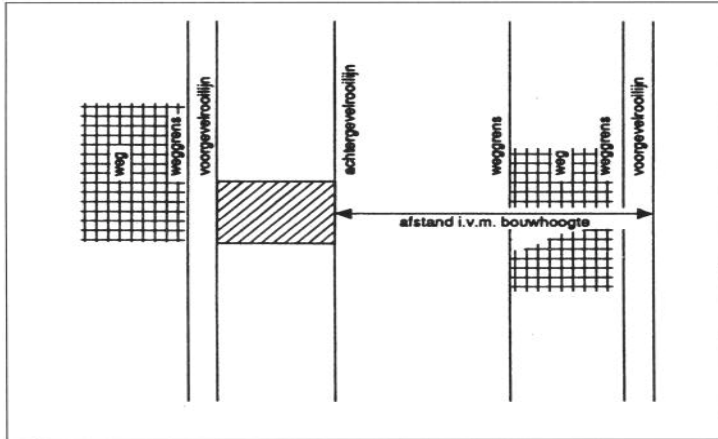 weg
weggrens
voorgevelrooilijn
achtergevelrooilijn
weggrens
weg
weggrens
voorgevelrooilijn
afstand i.v.m. bouwhoogte